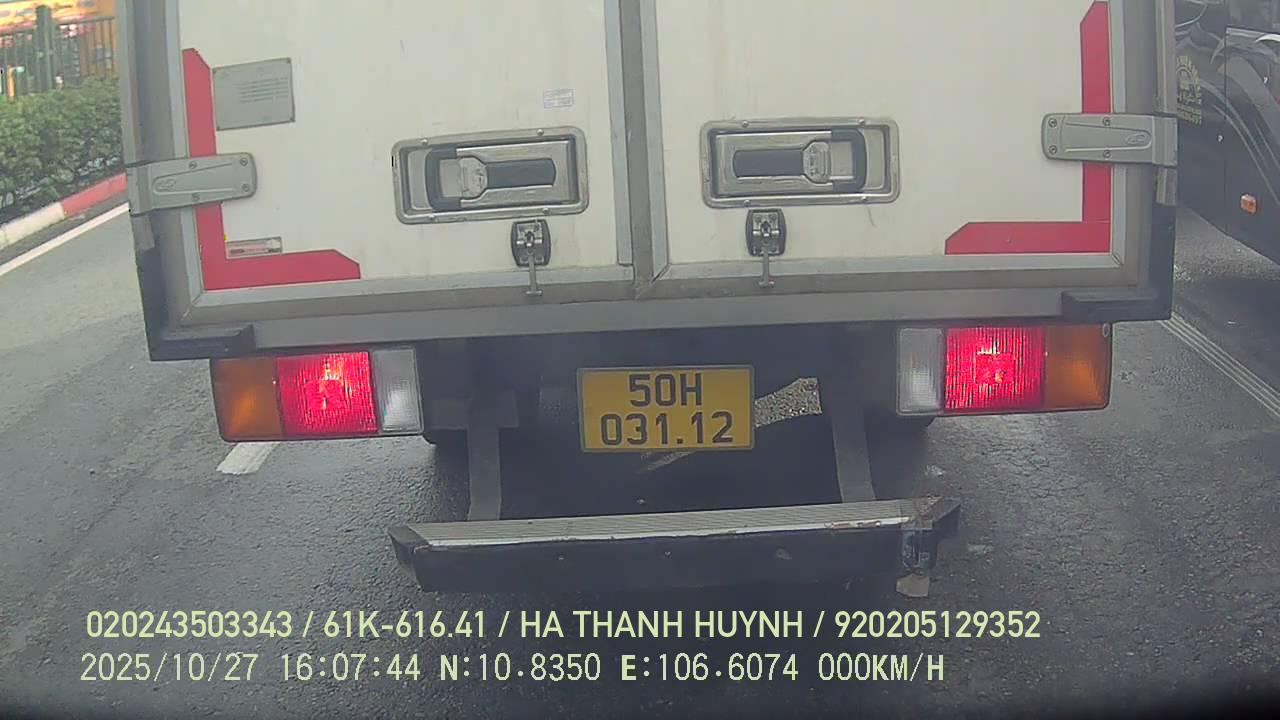 50H
031.12
020243503343 / 61K-616.41 / HA THANH HUYNH / 920205129352
2025/10/27 16:07:44 N:10.8350 E:106.6074 000KM/H